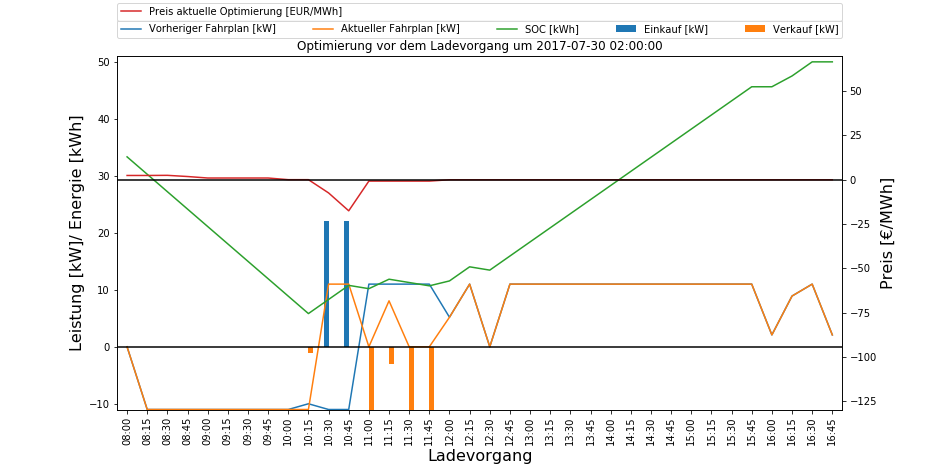 Preis aktuelle Optimierung [EUR/MWh]
Vorheriger Fahrplan [kW] Aktueller Fahrplan [kW] SOC [kWh] Einkauf [kW] Verkauf [kW]
Optimierung vor dem Ladevorgang um 2017-07-30 02:00:00
Leistung [kW]/ Energie [kWh]
50
40
30
20
10
0
−10
50
25
0
−25
−50
−75
−100
−125
Preis [€/MWh]
08:00 08:15 08:30 08:45 09:00 09:15 09:30 09:45 10:00 10:15 10:30 10:45 11:00 11:15 11:30 11:45 12:00 12:15 12:30 12:45 13:00 13:15 13:30 13:45 14:00 14:15 14:30 14:45 15:00 15:15 15:30 15:45 16:00 16:15 16:30 16:45
Ladevorgang